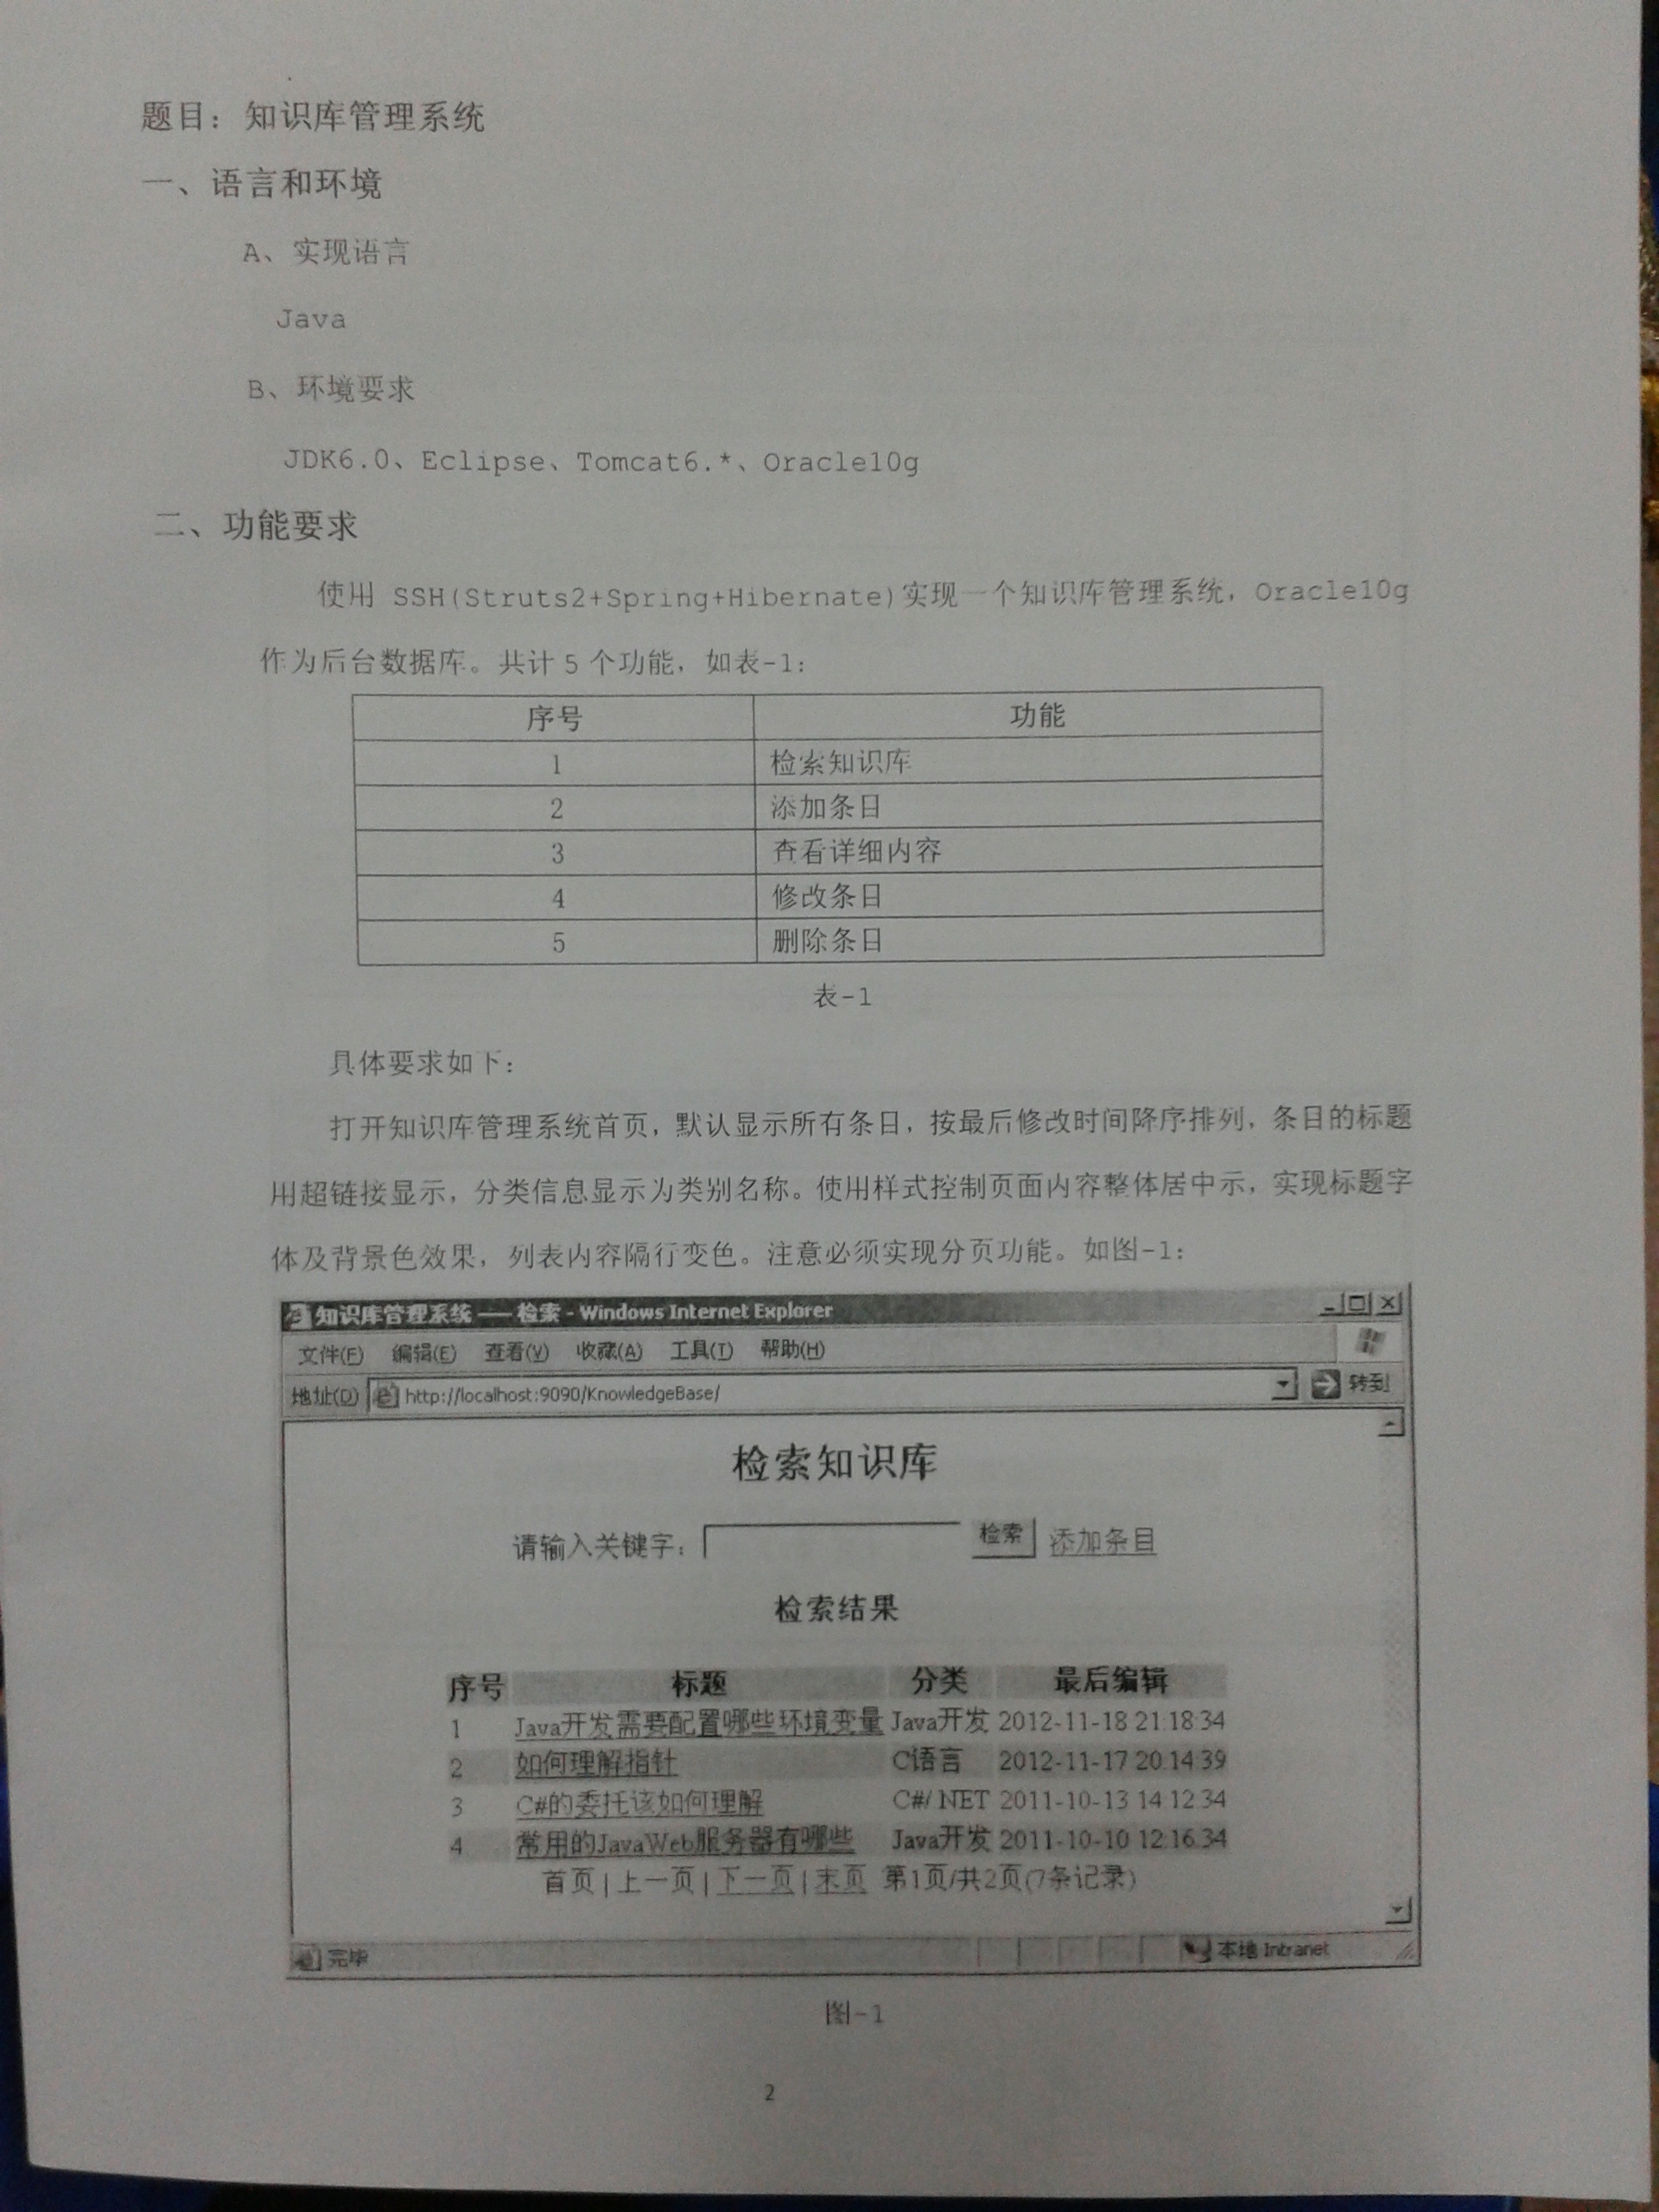 题目：知识库管理系统
一、语言和环境
A、实现语言
Java
B、环境要求
JDK6.0、Eclipse、Tomcat6.*、Oracle10g
二、功能要求
使用 SSH(Struts2+Spring+Hibernate)实现一个知识库管理系统，Oracle10g
作为后台数据库。共计 5 个功能，如表-1：
序号 功能
1 检索知识库
2 添加条目
3 查看详细内容
4 修改条目
5 删除条目
表-1
具体要求如下：
打开知识库管理系统首页，默认显示所有条目，按最后修改时间降序排列，条目的标题
用超链接显示，分类信息显示为类别名称。使用样式控制页面内容整体居中示，实现标题字
体及背景色效果，列表内容隔行变色。注意必须实现分页功能。如图-1：
知识库管理系统 —— 检索 - Windows Internet Explorer
文件(F) 编辑(E) 查看(V) 收藏(A) 工具(T) 帮助(H)
地址(D) http://localhost:9090/KnowledgeBase/ 转到
检索知识库
请输入关键字： 检索 添加条目
检索结果
序号 标题 分类 最后编辑
1 Java开发需要配置哪些环境变量 Java开发 2012-11-18 21:18:34
2 如何理解指针 C语言 2012-11-17 20:14:39
3 C#的委托该如何理解 C#/.NET 2011-10-13 14:12:34
4 常用的JavaWeb服务器有哪些 Java开发 2011-10-10 12:16:34
首页 | 上一页 | 下一页 | 末页 第1页/共2页(7条记录)
完毕 本地 Intranet
图-1
2